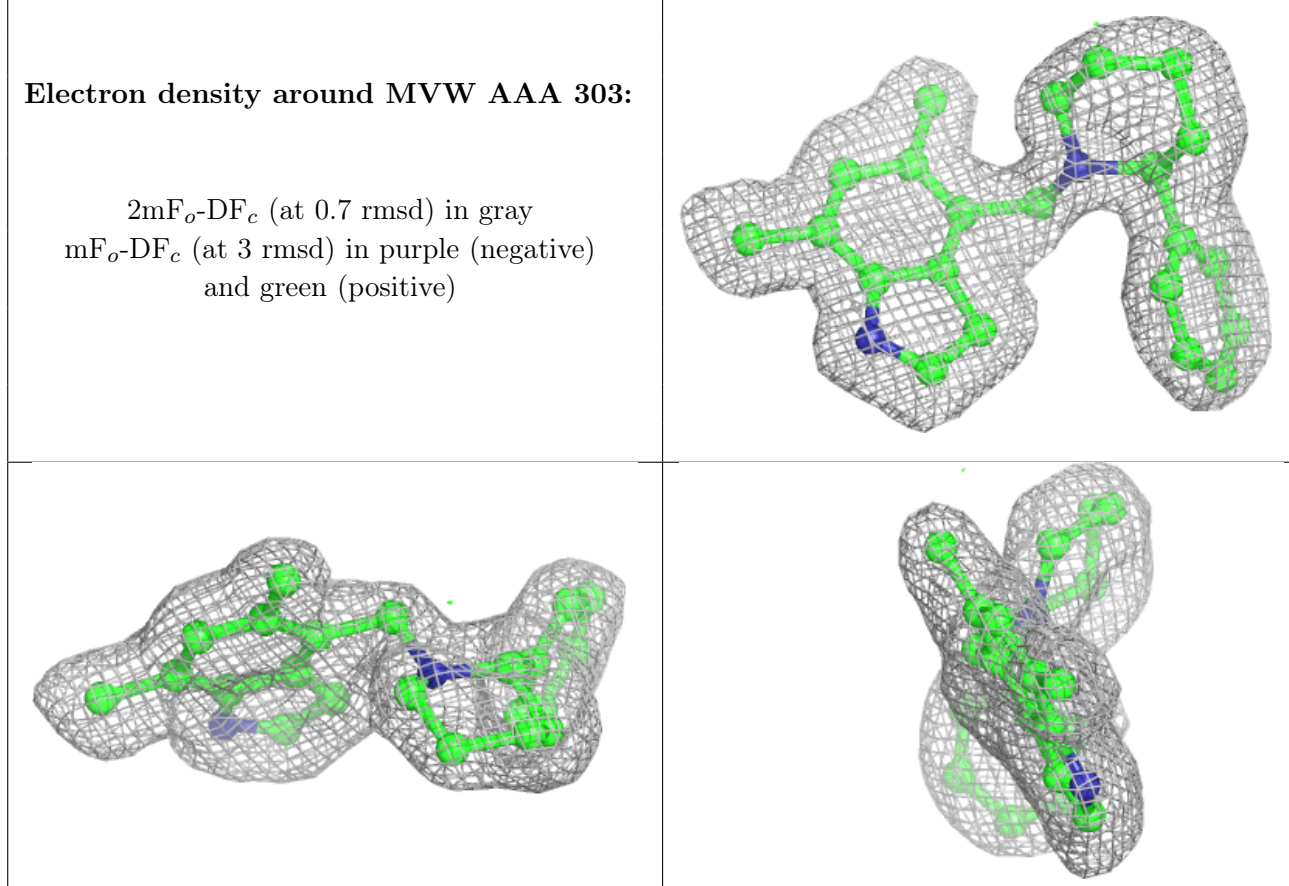 Electron density around MVW AAA 303:
2mFo-DFc (at 0.7 rmsd) in gray
mFo-DFc (at 3 rmsd) in purple (negative)
and green (positive)